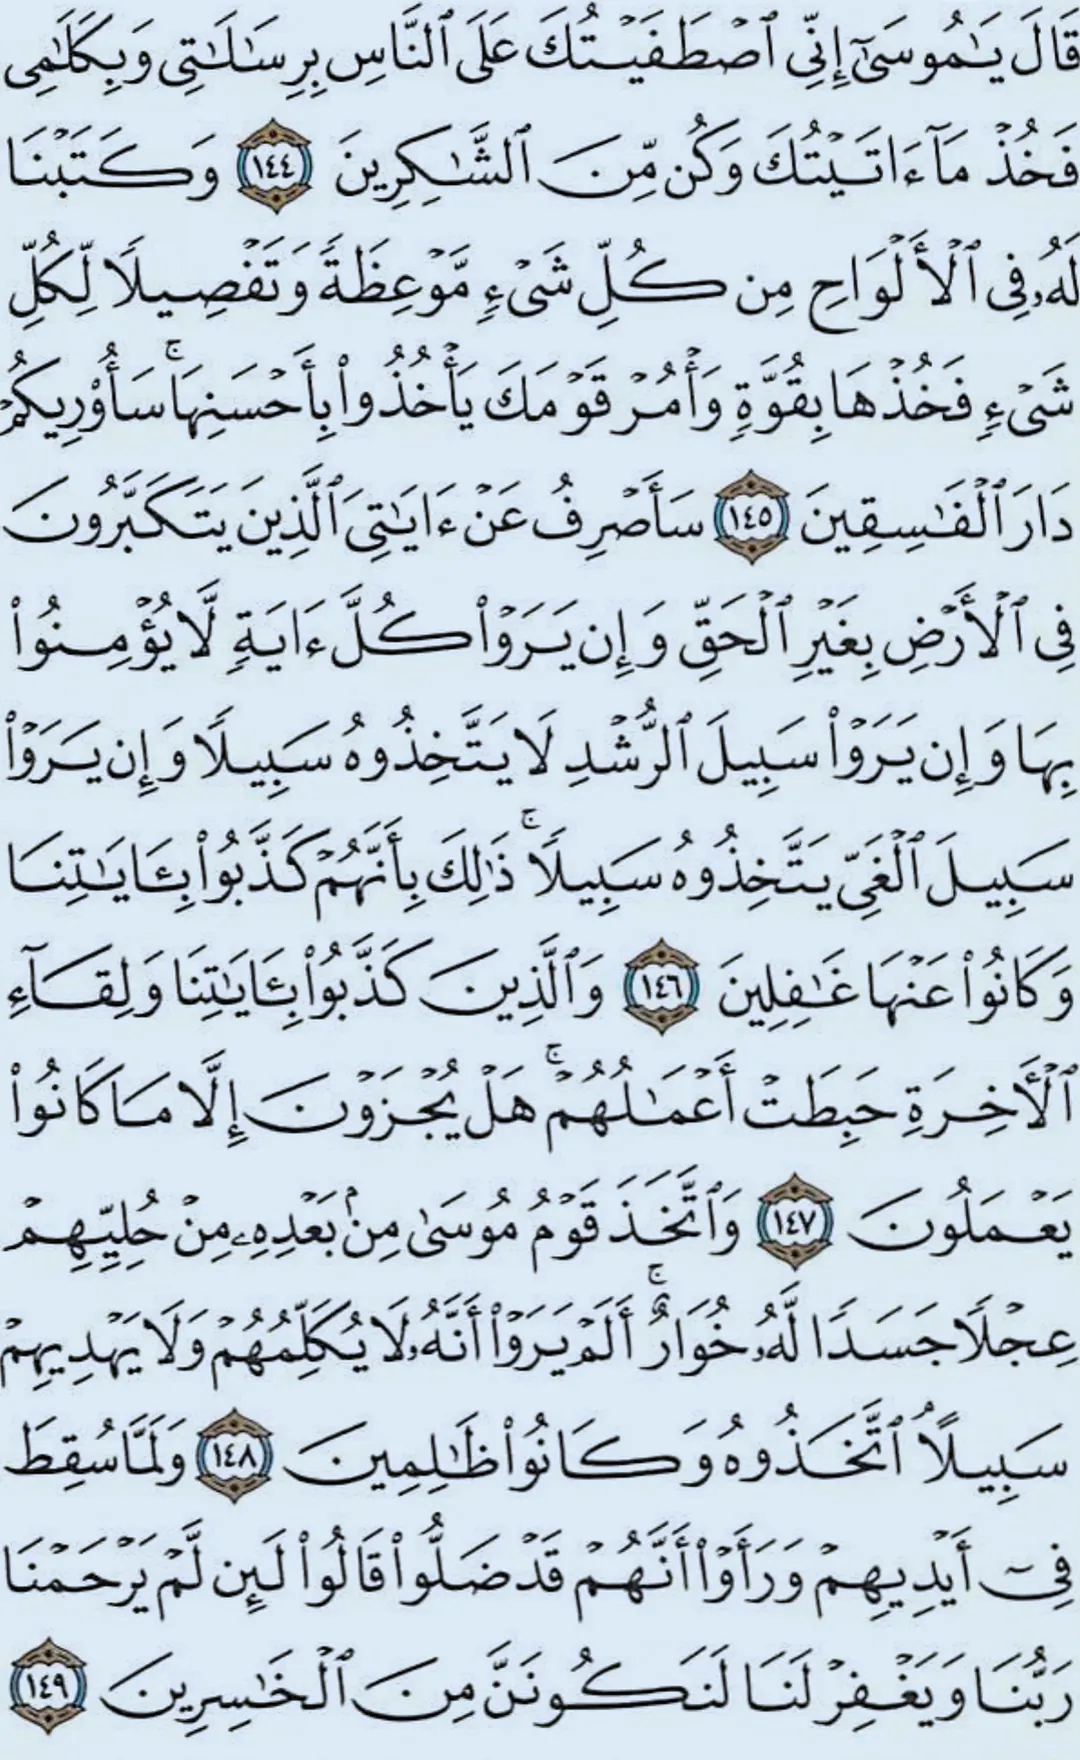 قَالَ يَٰمُوسَىٰٓ إِنِّي ٱصۡطَفَيۡتُكَ عَلَى ٱلنَّاسِ بِرِسَٰلَٰتِي وَبِكَلَٰمِي
فَخُذۡ مَآ ءَاتَيۡتُكَ وَكُن مِّنَ ٱلشَّٰكِرِينَ ١٤٤ وَكَتَبۡنَا
لَهُۥ فِي ٱلۡأَلۡوَاحِ مِن كُلِّ شَيۡءٖ مَّوۡعِظَةٗ وَتَفۡصِيلٗا لِّكُلِّ
شَيۡءٖ فَخُذۡهَا بِقُوَّةٖ وَأۡمُرۡ قَوۡمَكَ يَأۡخُذُواْ بِأَحۡسَنِهَاۚ سَأُوْرِيكُمۡ
دَارَ ٱلۡفَٰسِقِينَ ١٤٥ سَأَصۡرِفُ عَنۡ ءَايَٰتِيَ ٱلَّذِينَ يَتَكَبَّرُونَ
فِي ٱلۡأَرۡضِ بِغَيۡرِ ٱلۡحَقِّ وَإِن يَرَوۡاْ كُلَّ ءَايَةٖ لَّا يُؤۡمِنُواْ
بِهَا وَإِن يَرَوۡاْ سَبِيلَ ٱلرُّشۡدِ لَا يَتَّخِذُوهُ سَبِيلٗا وَإِن يَرَوۡاْ
سَبِيلَ ٱلۡغَيِّ يَتَّخِذُوهُ سَبِيلٗاۚ ذَٰلِكَ بِأَنَّهُمۡ كَذَّبُواْ بِـَٔايَٰتِنَا
وَكَانُواْ عَنۡهَا غَٰفِلِينَ ١٤٦ وَٱلَّذِينَ كَذَّبُواْ بِـَٔايَٰتِنَا وَلِقَآءِ
ٱلۡأٓخِرَةِ حَبِطَتۡ أَعۡمَٰلُهُمۡۚ هَلۡ يُجۡزَوۡنَ إِلَّا مَا كَانُواْ
يَعۡمَلُونَ ١٤٧ وَٱتَّخَذَ قَوۡمُ مُوسَىٰ مِنۢ بَعۡدِهِۦ مِنۡ حُلِيِّهِمۡ
عِجۡلٗا جَسَدٗا لَّهُۥ خُوَارٌۚ أَلَمۡ يَرَوۡاْ أَنَّهُۥ لَا يُكَلِّمُهُمۡ وَلَا يَهۡدِيهِمۡ
سَبِيلًاۘ ٱتَّخَذُوهُ وَكَانُواْ ظَٰلِمِينَ ١٤٨ وَلَمَّا سُقِطَ
فِيٓ أَيۡدِيهِمۡ وَرَأَوۡاْ أَنَّهُمۡ قَدۡ ضَلُّواْ قَالُواْ لَئِن لَّمۡ يَرۡحَمۡنَا
رَبُّنَا وَيَغۡفِرۡ لَنَا لَنَكُونَنَّ مِنَ ٱلۡخَٰسِرِينَ ١٤٩